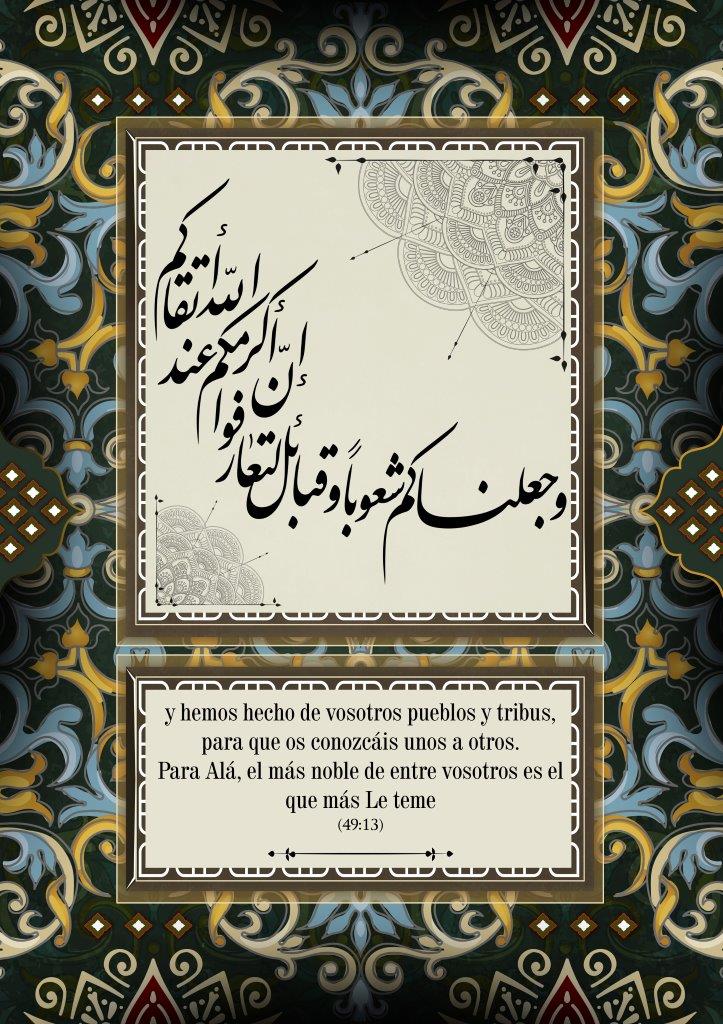 وجعلناكم شعوباً وقبائل لتعارفوا
إنّ أكرمكم عند
اللّه أتقاكم
y hemos hecho de vosotros pueblos y tribus,
para que os conozcáis unos a otros.
Para Alá, el más noble de entre vosotros es el
que más Le teme
(49:13)